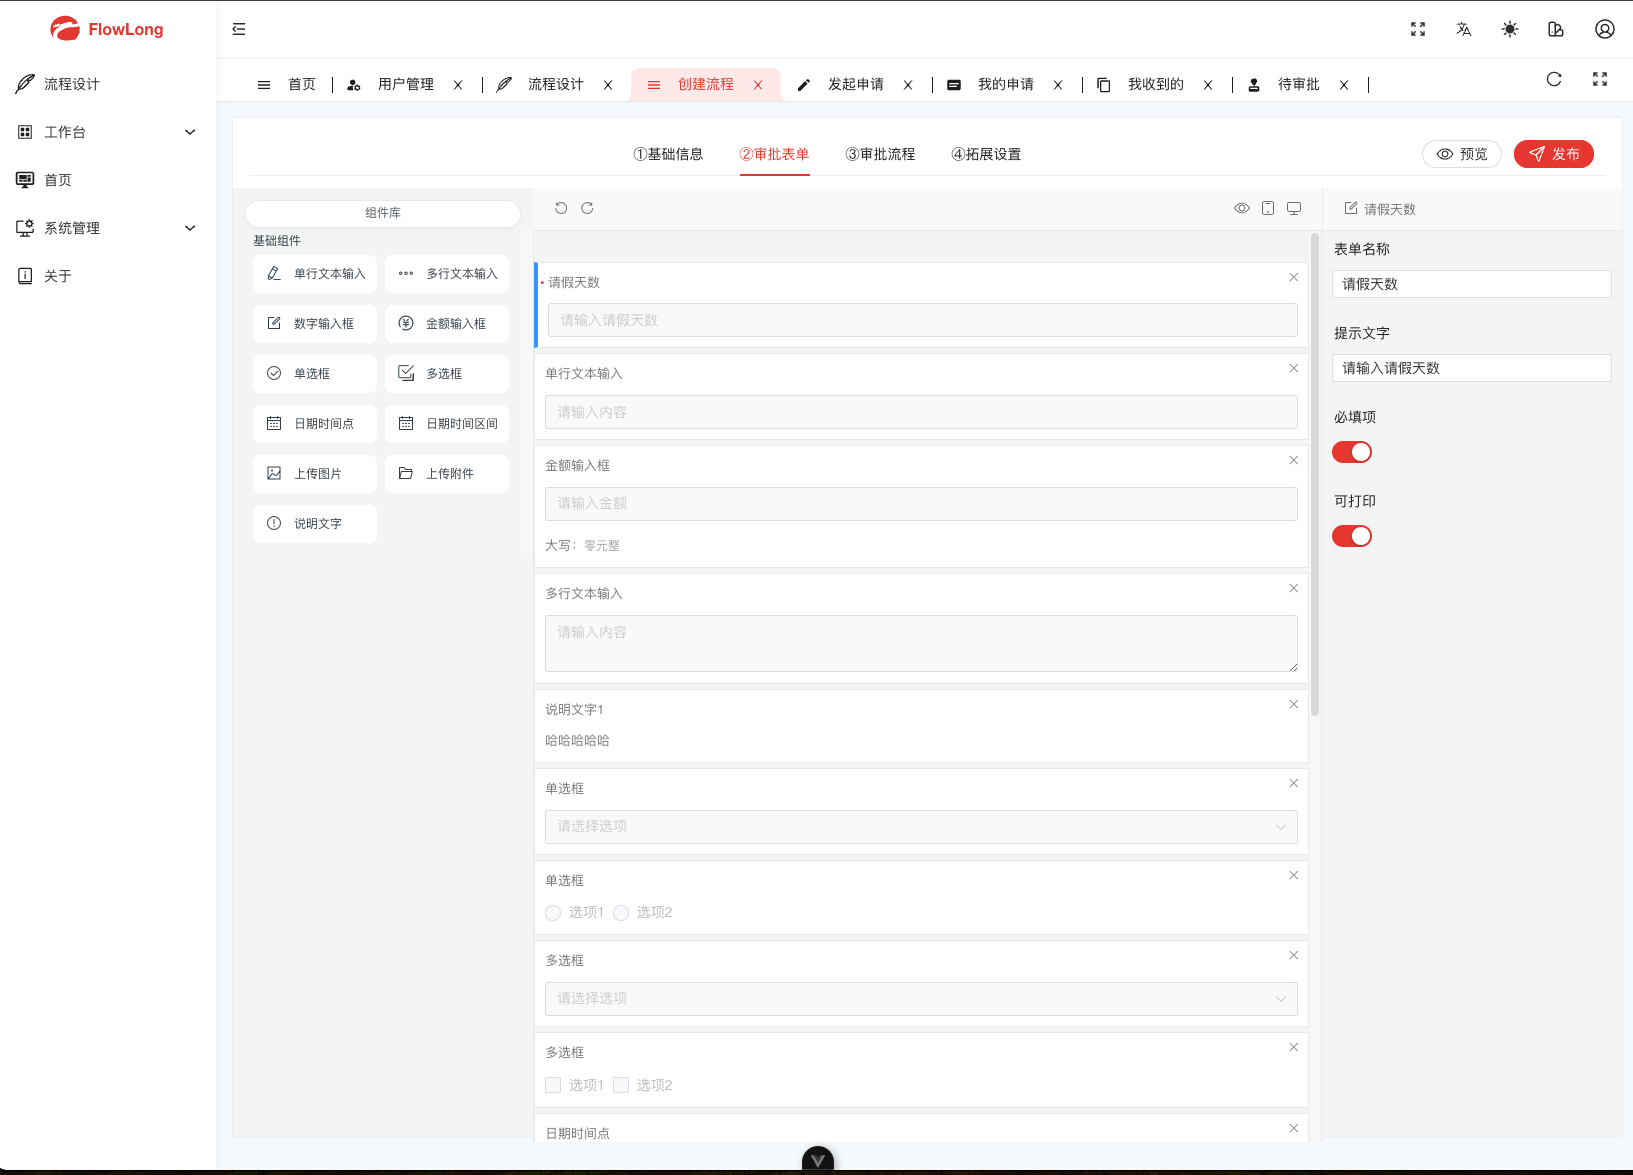 FlowLong
流程设计
工作台
首页
系统管理
关于
首页 用户管理 流程设计 创建流程 发起申请 我的申请 我收到的 待审批
①基础信息 ②审批表单 ③审批流程 ④拓展设置
预览 发布
组件库
基础组件
单行文本输入 多行文本输入
数字输入框 金额输入框
单选框 多选框
日期时间点 日期时间区间
上传图片 上传附件
说明文字
* 请假天数
请输入请假天数
单行文本输入
请输入内容
金额输入框
请输入金额
大写：零元整
多行文本输入
请输入内容
说明文字1
哈哈哈哈哈
单选框
请选择选项
单选框
选项1 选项2
多选框
请选择选项
多选框
选项1 选项2
日期时间点
请假天数
表单名称
请假天数
提示文字
请输入请假天数
必填项
可打印